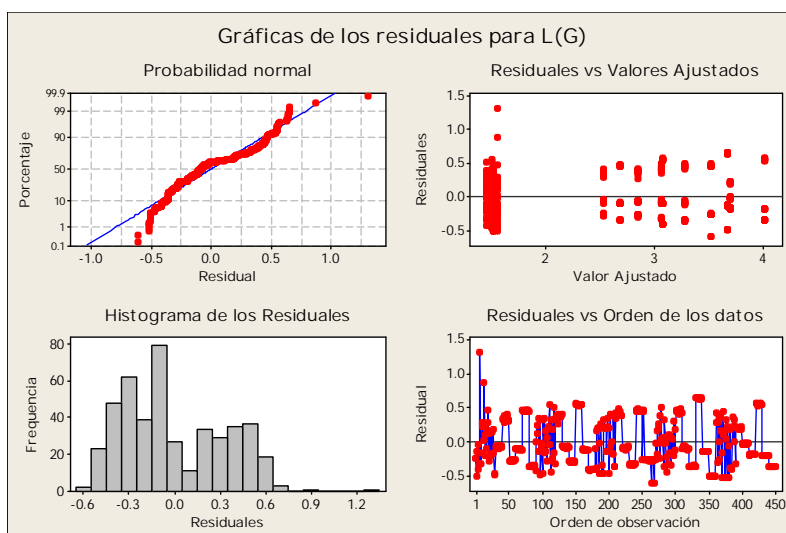 Gráficas de los residuales para L(G)
Probabilidad normal
Porcentaje
99.9
99
90
50
10
1
0.1
-1.0 -0.5 0.0 0.5 1.0
Residual
Residuales vs Valores Ajustados
Residuales
1.5
1.0
0.5
0.0
-0.5
2 3 4
Valor Ajustado
Histograma de los Residuales
Frequencia
80
60
40
20
0
-0.6 -0.3 0.0 0.3 0.6 0.9 1.2
Residuales
Residuales vs Orden de los datos
Residual
1.5
1.0
0.5
0.0
-0.5
1 50 100 150 200 250 300 350 400 450
Orden de observación